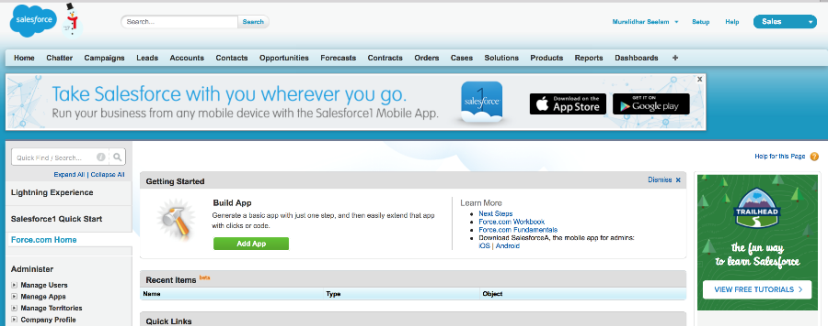 salesforce
Search...
Search
Muralidhar Seelam
Setup
Help
Sales
Home Chatter Campaigns Leads Accounts Contacts Opportunities Forecasts Contracts Orders Cases Solutions Products Reports Dashboards +
Take Salesforce with you wherever you go.
Run your business from any mobile device with the Salesforce1 Mobile App.
1
salesforce
Download on the
App Store
GET IT ON
Google play
x
Quick Find / Search...
Expand All | Collapse All
Lightning Experience
Salesforce1 Quick Start
Force.com Home
Administer
Manage Users
Manage Apps
Manage Territories
Company Profile
Help for this Page ?
Getting Started
Dismiss X
Build App
Generate a basic app with just one step, and then easily extend that app
with clicks or code.
Add App
Learn More
Next Steps
Force.com Workbook
Force.com Fundamentals
Download SalesforceA, the mobile app for admins:
iOS | Android
Recent Items beta
Name Type Object
Quick Links
TRAILHEAD
the fun way
to learn Salesforce
VIEW FREE TUTORIALS >